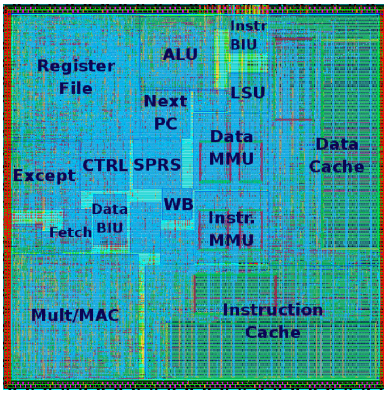 Instr
BIU
ALU
Register
File
LSU
Next
PC
Data
MMU
Data
Cache
Except
CTRL
SPRS
WB
Data
BIU
Fetch
Instr.
MMU
Mult/MAC
Instruction
Cache